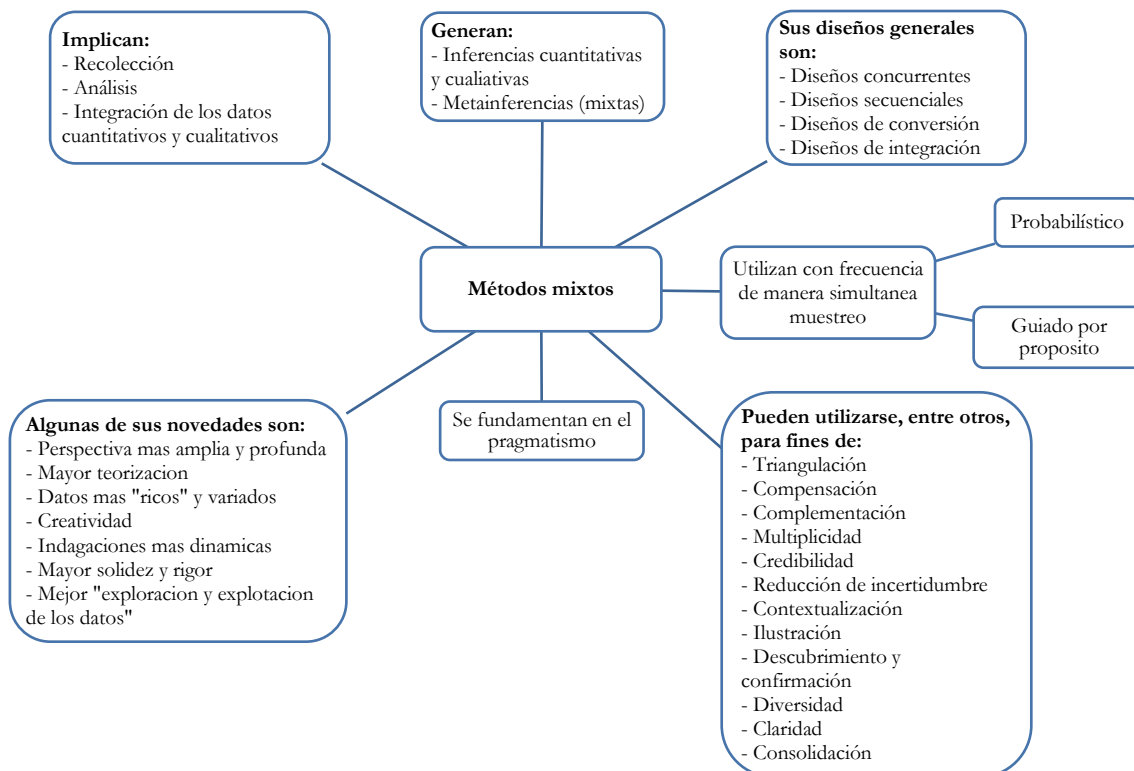 Implican:
- Recolección
- Análisis
- Integración de los datos
cuantitativos y cualitativos
Generan:
- Inferencias cuantitativas
y cualiativas
- Metainferencias (mixtas)
Sus diseños generales
son:
- Diseños concurrentes
- Diseños secuenciales
- Diseños de conversión
- Diseños de integración
Métodos mixtos
Utilizan con frecuencia
de manera simultanea
muestreo
Probabilístico
Guiado por
proposito
Algunas de sus novedades son:
- Perspectiva mas amplia y profunda
- Mayor teorizacion
- Datos mas "ricos" y variados
- Creatividad
- Indagaciones mas dinamicas
- Mayor solidez y rigor
- Mejor "exploracion y explotacion
de los datos"
Se fundamentan en el
pragmatismo
Pueden utilizarse, entre otros,
para fines de:
- Triangulación
- Compensación
- Complementación
- Multiplicidad
- Credibilidad
- Reducción de incertidumbre
- Contextualización
- Ilustración
- Descubrimiento y
confirmación
- Diversidad
- Claridad
- Consolidación